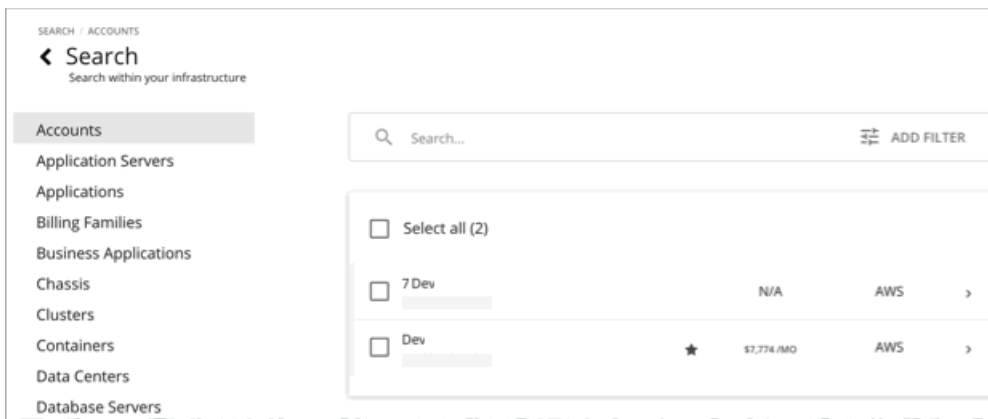 SEARCH / ACCOUNTS
Search
Search within your infrastructure
Accounts
Application Servers
Applications
Billing Families
Business Applications
Chassis
Clusters
Containers
Data Centers
Database Servers
Search...
ADD FILTER
Select all (2)
7 Dev
N/A
AWS
Dev
$7,774 /MO
AWS